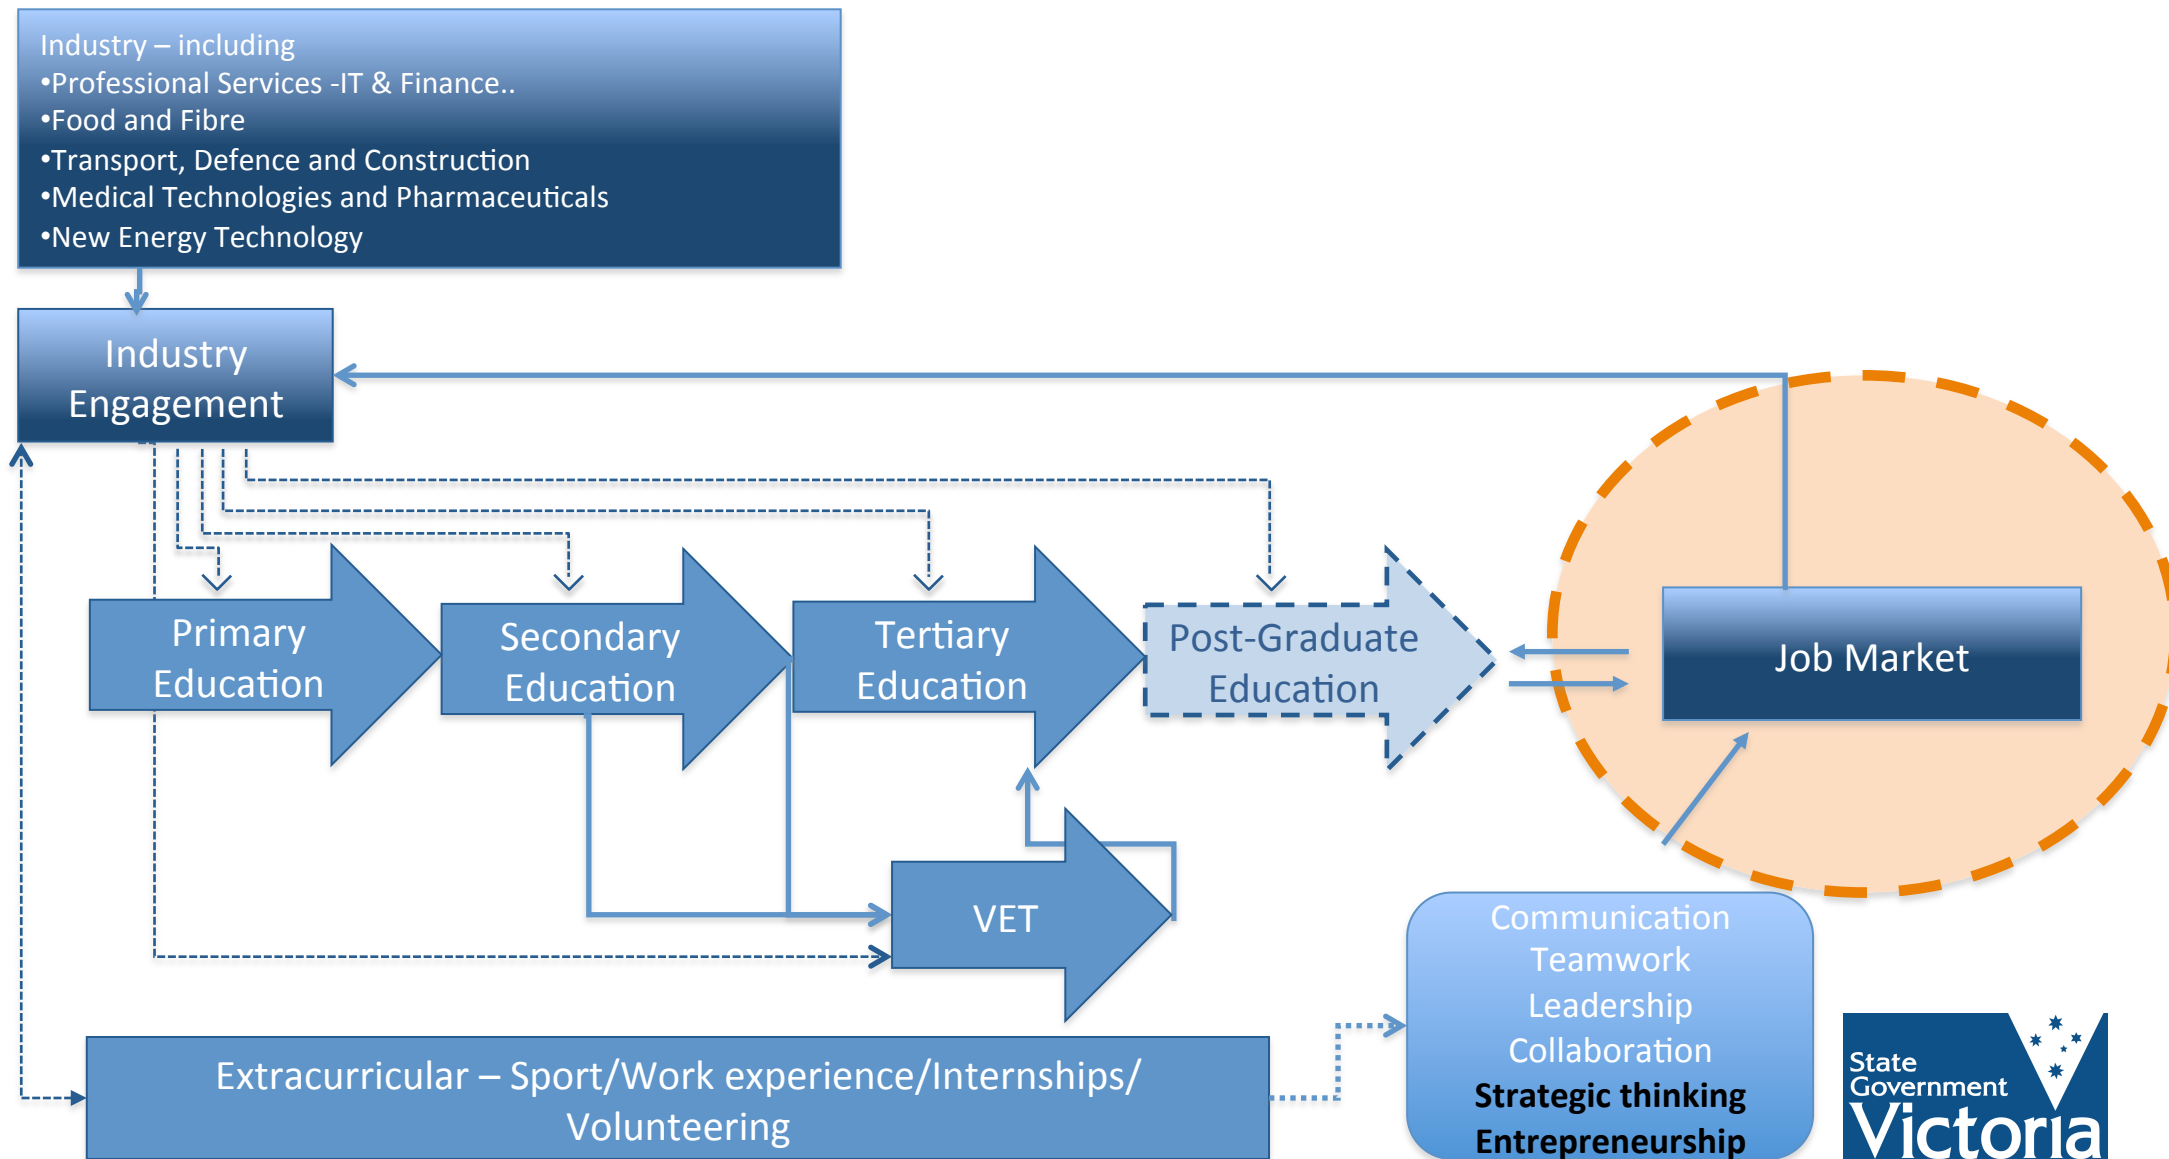 Industry – including
•Professional Services -IT & Finance..
•Food and Fibre
•Transport, Defence and Construction
•Medical Technologies and Pharmaceuticals
•New Energy Technology
Industry
Engagement
Primary
Education
Secondary
Education
Tertiary
Education
Post-Graduate
Education
Job Market
VET
Extracurricular – Sport/Work experience/Internships/
Volunteering
Communication
Teamwork
Leadership
Collaboration
Strategic thinking
Entrepreneurship
State
Government
Victoria